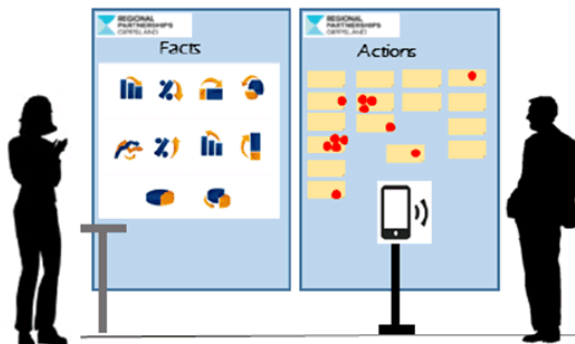 REGIONAL
PARTNERSHIPS
GIPPSLAND
Facts
REGIONAL
PARTNERSHIPS
GIPPSLAND
Actions